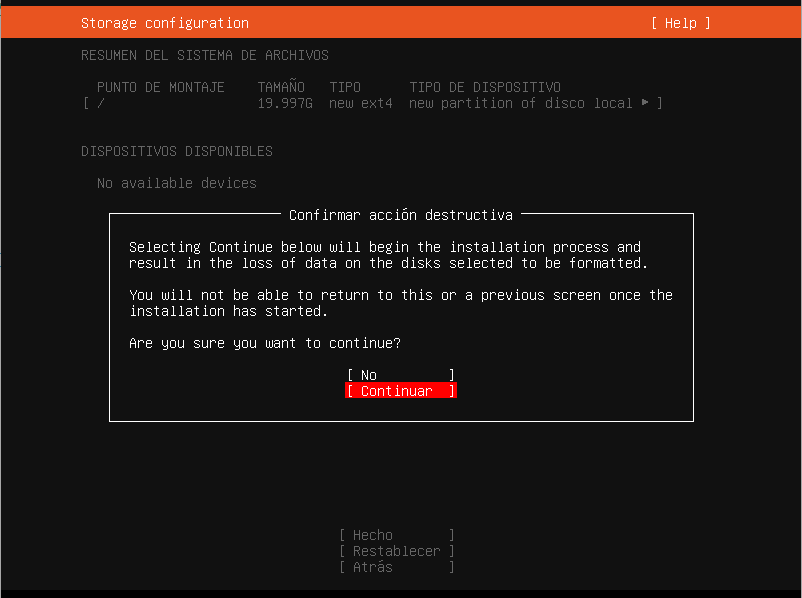 Storage configuration [ Help ]
RESUMEN DEL SISTEMA DE ARCHIVOS
PUNTO DE MONTAJE TAMAÑO TIPO TIPO DE DISPOSITIVO
[ / 19.997G new ext4 new partition of disco local ▸ ]
DISPOSITIVOS DISPONIBLES
No available devices
Confirmar acción destructiva
Selecting Continue below will begin the installation process and
result in the loss of data on the disks selected to be formatted.
You will not be able to return to this or a previous screen once the
installation has started.
Are you sure you want to continue?
[ No ]
[ Continuar ]
[ Hecho ]
[ Restablecer ]
[ Atrás ]